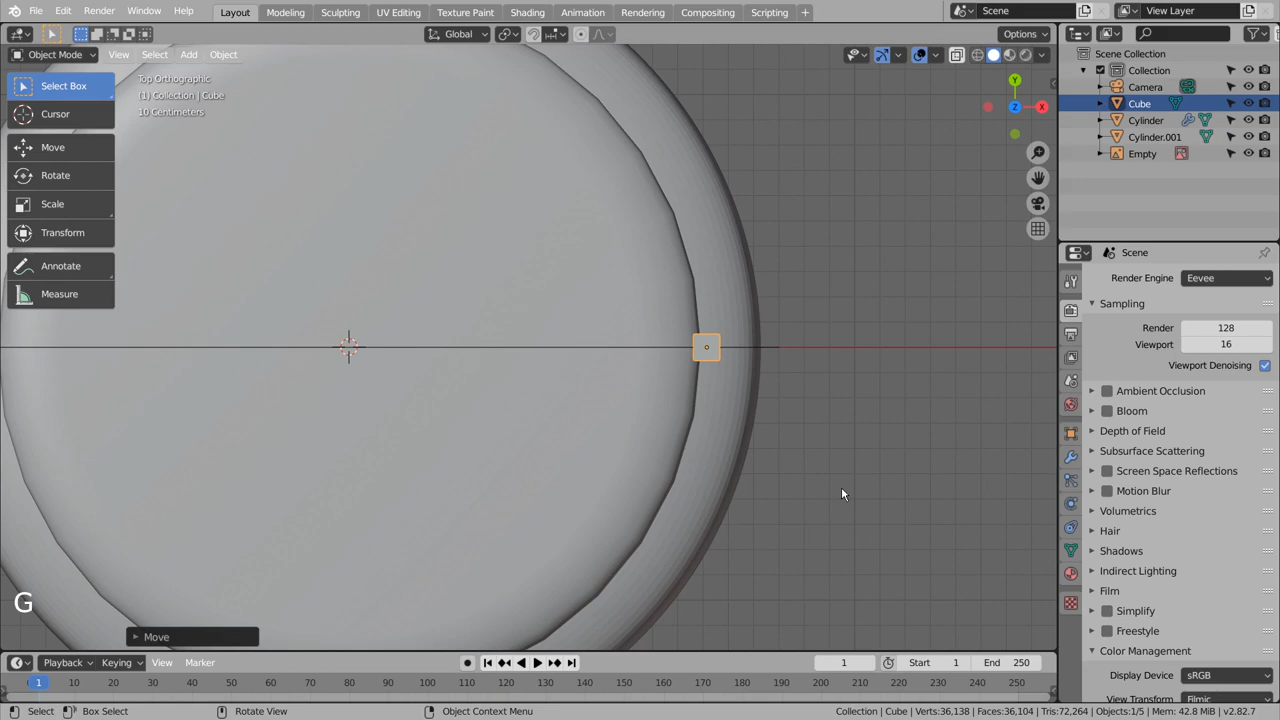 File Edit Render Window Help
Layout Modeling Sculpting UV Editing Texture Paint Shading Animation Rendering Compositing Scripting +
Scene
View Layer
Global
Options
Object Mode View Select Add Object
Select Box
Cursor
Move
Rotate
Scale
Transform
Annotate
Measure
Top Orthographic
(1) Collection | Cube
10 Centimeters
Y
Z
X
G
Move
Scene Collection
Collection
Camera
Cube
Cylinder
Cylinder.001
Empty
Scene
Render Engine Eevee
Sampling
Render 128
Viewport 16
Viewport Denoising
Ambient Occlusion
Bloom
Depth of Field
Subsurface Scattering
Screen Space Reflections
Motion Blur
Volumetrics
Hair
Shadows
Indirect Lighting
Film
Simplify
Freestyle
Color Management
Display Device sRGB
View Transform Filmic
Playback Keying View Marker
1 Start 1 End 250
1 10 20 30 40 50 60 70 80 90 100 110 120 130 140 150 160 170 180 190 200 210 220 230 240 250
Select Box Select Rotate View Object Context Menu
Collection | Cube | Verts:36,138 | Faces:36,104 | Tris:72,264 | Objects:1/5 | Mem: 42.8 MiB | v2.82.7